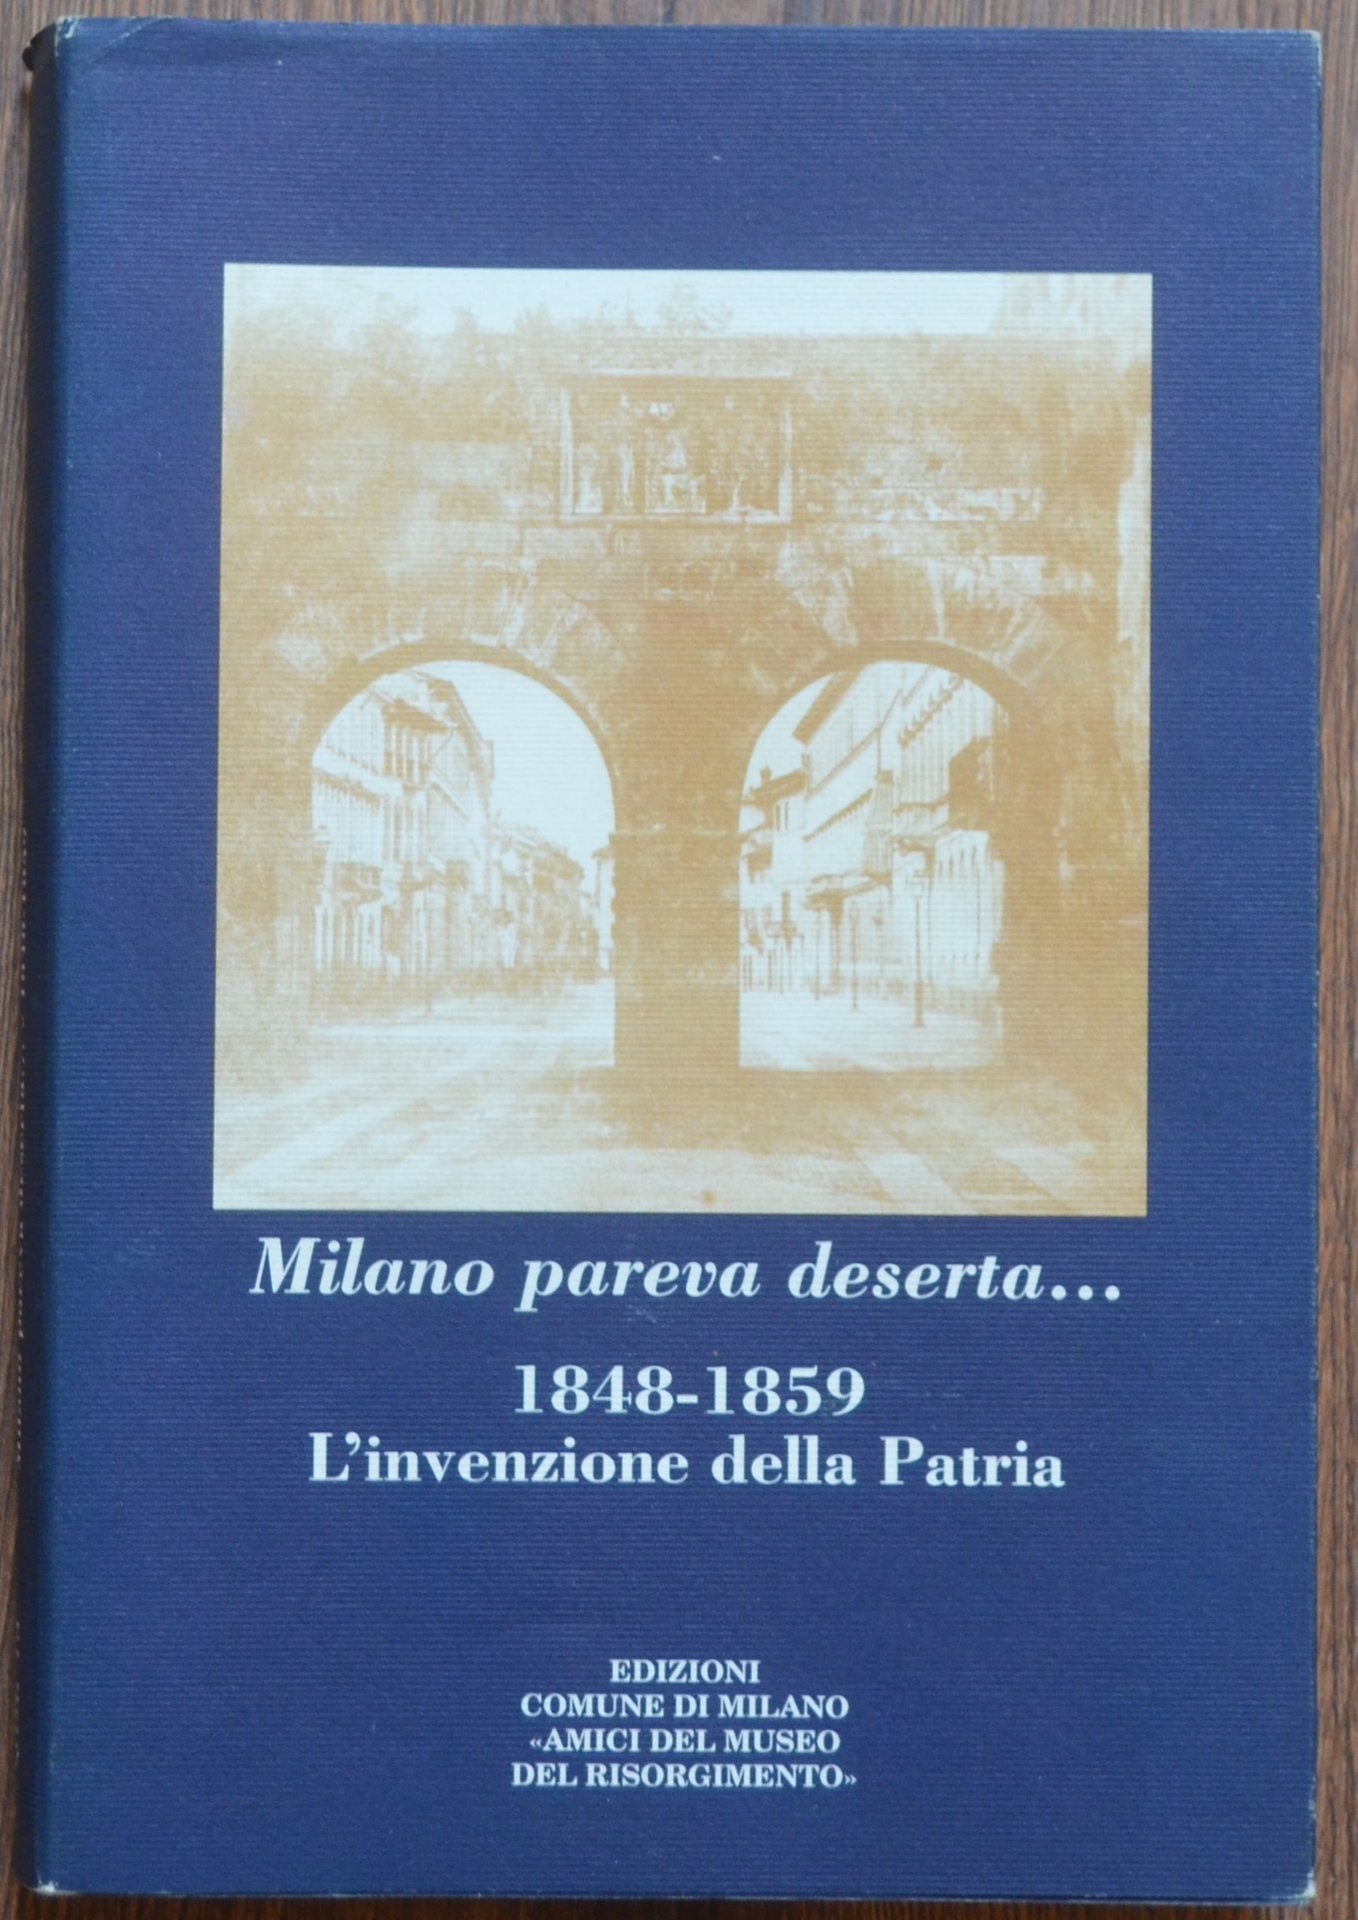 Milano pareva deserta...
1848-1859
L'invenzione della Patria
EDIZIONI
COMUNE DI MILANO
«AMICI DEL MUSEO
DEL RISORGIMENTO»